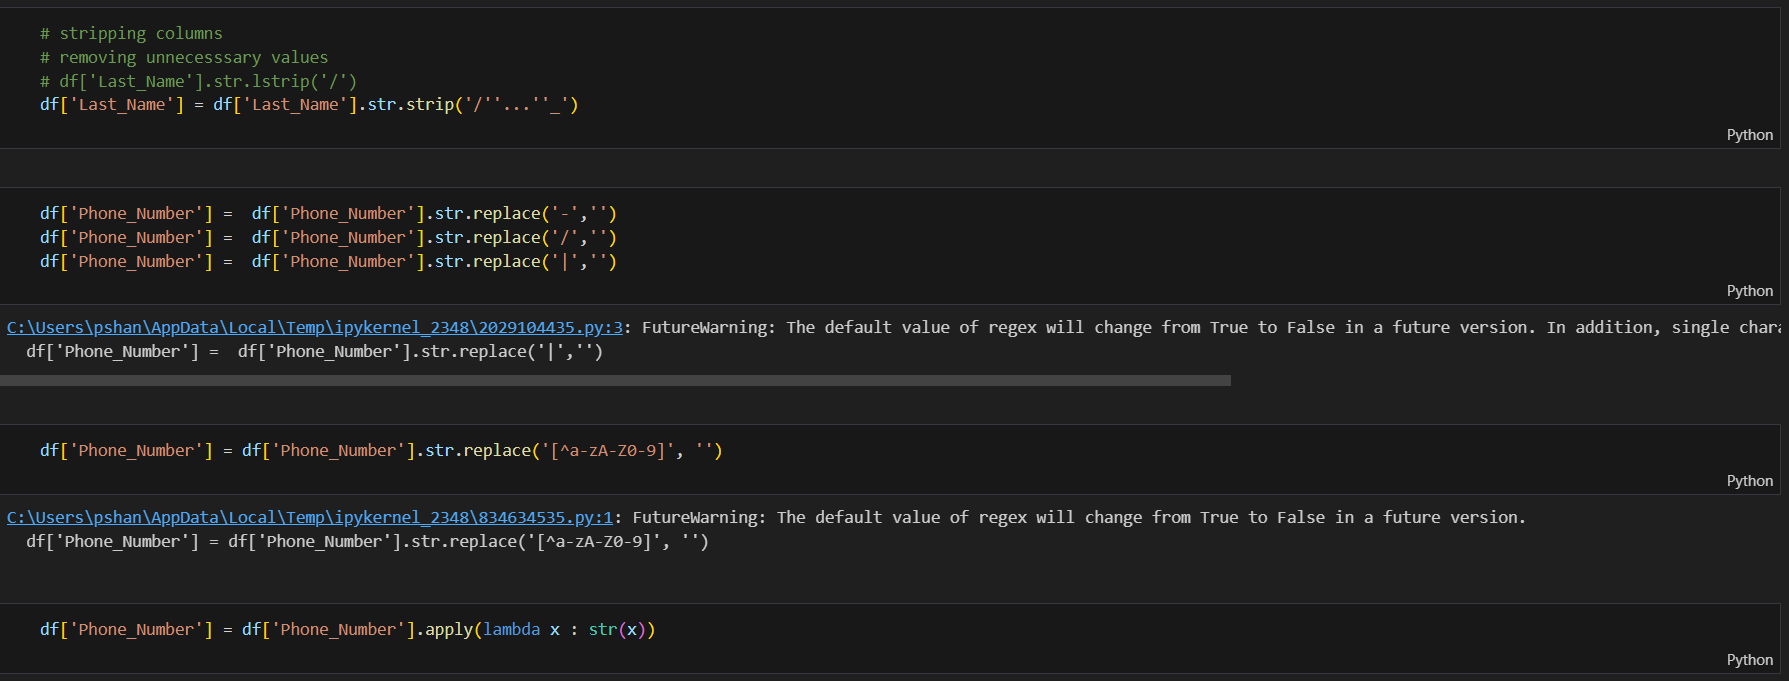 # stripping columns
# removing unnecesssary values
# df['Last_Name'].str.lstrip('/')
df['Last_Name'] = df['Last_Name'].str.strip('/''...''_')
Python
df['Phone_Number'] =  df['Phone_Number'].str.replace('-','')
df['Phone_Number'] =  df['Phone_Number'].str.replace('/','')
df['Phone_Number'] =  df['Phone_Number'].str.replace('|','')
Python
C:\Users\pshan\AppData\Local\Temp\ipykernel_2348\2029104435.py:3: FutureWarning: The default value of regex will change from True to False in a future version. In addition, single
  df['Phone_Number'] =  df['Phone_Number'].str.replace('|','')
df['Phone_Number'] = df['Phone_Number'].str.replace('[^a-zA-Z0-9]', '')
Python
C:\Users\pshan\AppData\Local\Temp\ipykernel_2348\834634535.py:1: FutureWarning: The default value of regex will change from True to False in a future version.
  df['Phone_Number'] = df['Phone_Number'].str.replace('[^a-zA-Z0-9]', '')
df['Phone_Number'] = df['Phone_Number'].apply(lambda x : str(x))
Python